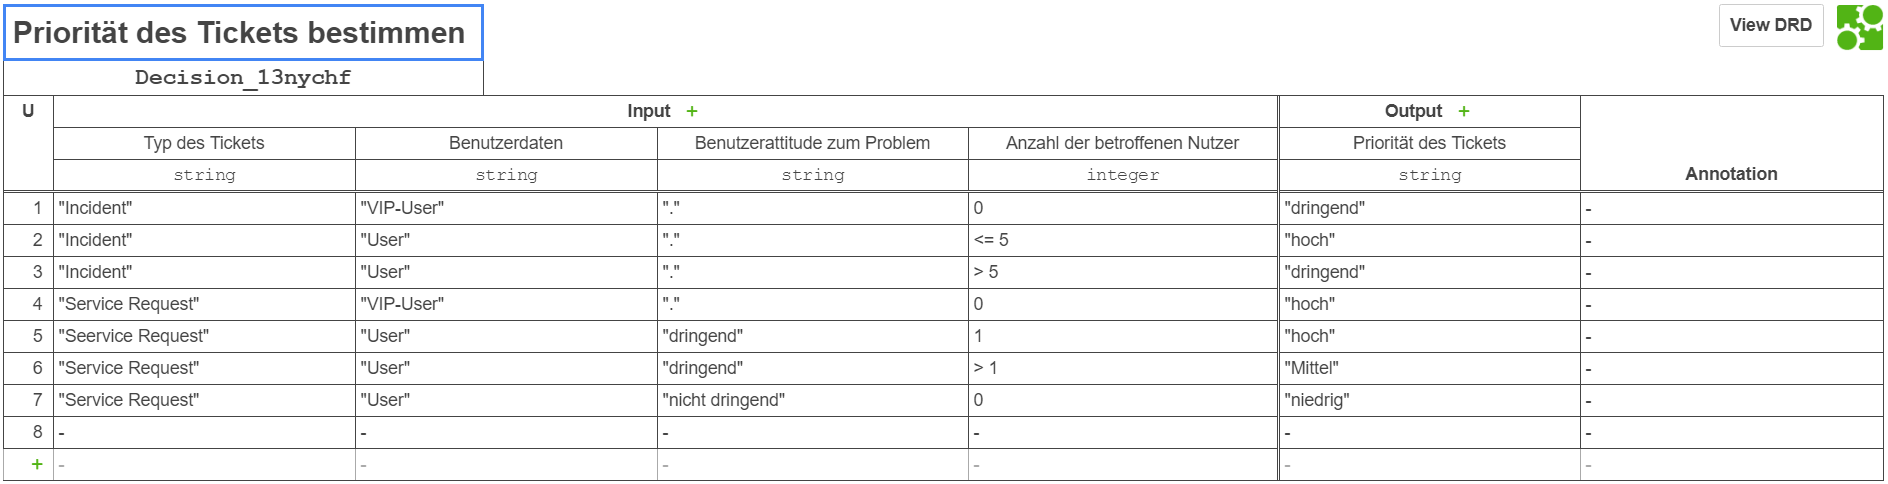 Priorität des Tickets bestimmen
View DRD
Decision_13nychf
U Input + Output +
Typ des Tickets Benutzerdaten Benutzerattitude zum Problem Anzahl der betroffenen Nutzer Priorität des Tickets
string string string integer string Annotation
1 "Incident" "VIP-User" "." 0 "dringend" -
2 "Incident" "User" "." <= 5 "hoch" -
3 "Incident" "User" "." > 5 "dringend" -
4 "Service Request" "VIP-User" "." 0 "hoch" -
5 "Seervice Request" "User" "dringend" 1 "hoch" -
6 "Service Request" "User" "dringend" > 1 "Mittel" -
7 "Service Request" "User" "nicht dringend" 0 "niedrig" -
8 - - - - - -
+ - - - - - -